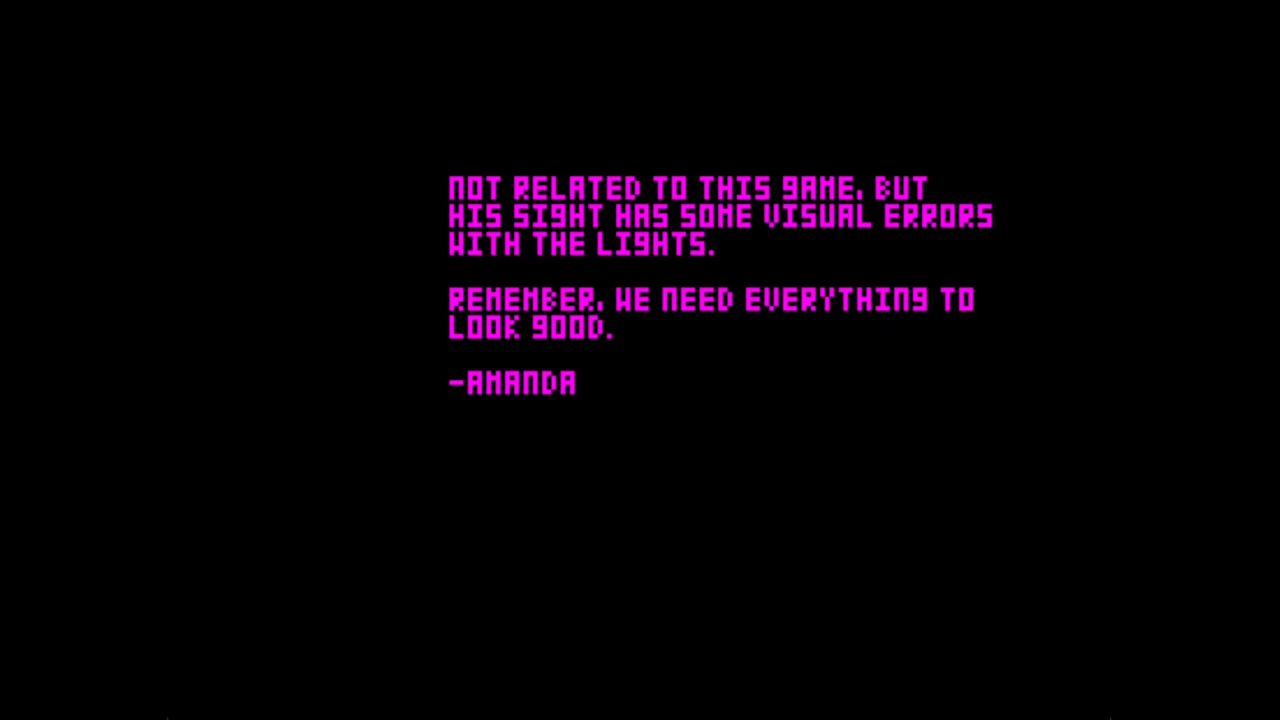 NOT RELATED TO THIS GAME, BUT
HIS SIGHT HAS SOME VISUAL ERRORS
WITH THE LIGHTS.
REMEMBER, WE NEED EVERYTHING TO
LOOK GOOD.
-AMANDA